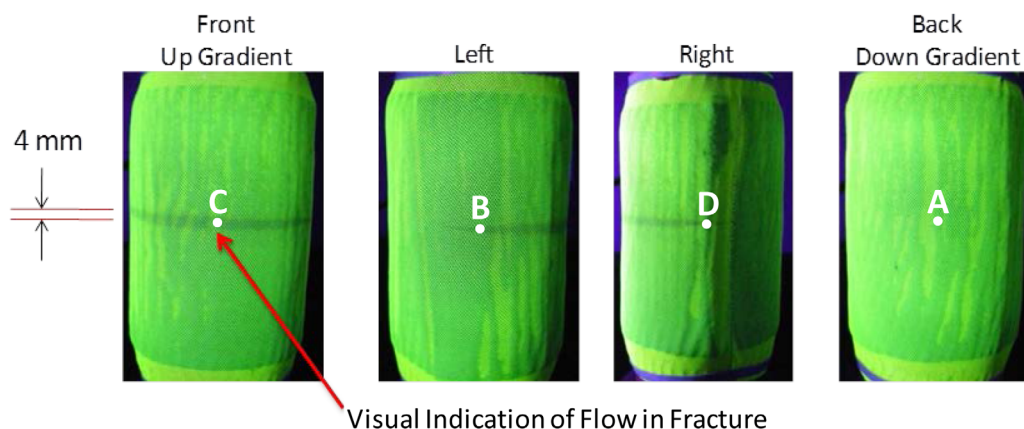 Front
Up Gradient
Left
Right
Back
Down Gradient
4 mm
C
B
D
A
Visual Indication of Flow in Fracture